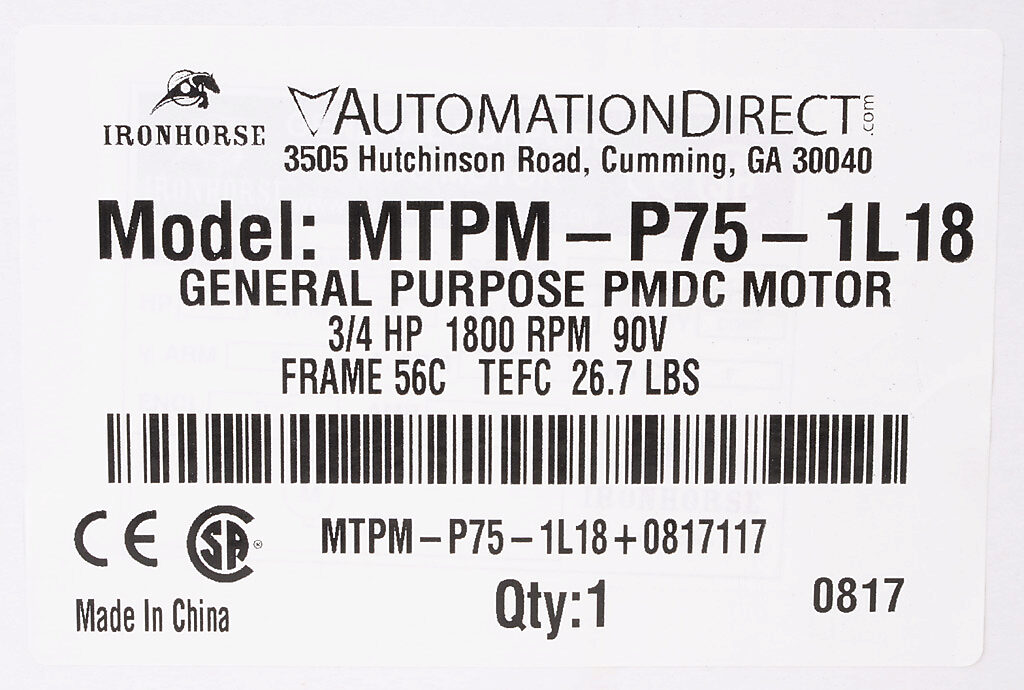 IRONHORSE
AUTOMATIONDIRECT.com
3505 Hutchinson Road, Cumming, GA 30040
Model: MTPM – P75 – 1L18
GENERAL PURPOSE PMDC MOTOR
3/4 HP 1800 RPM 90V
FRAME 56C TEFC 26.7 LBS
CE SA ® MTPM – P75 – 1L18 + 0817117
Made In China Qty:1 0817